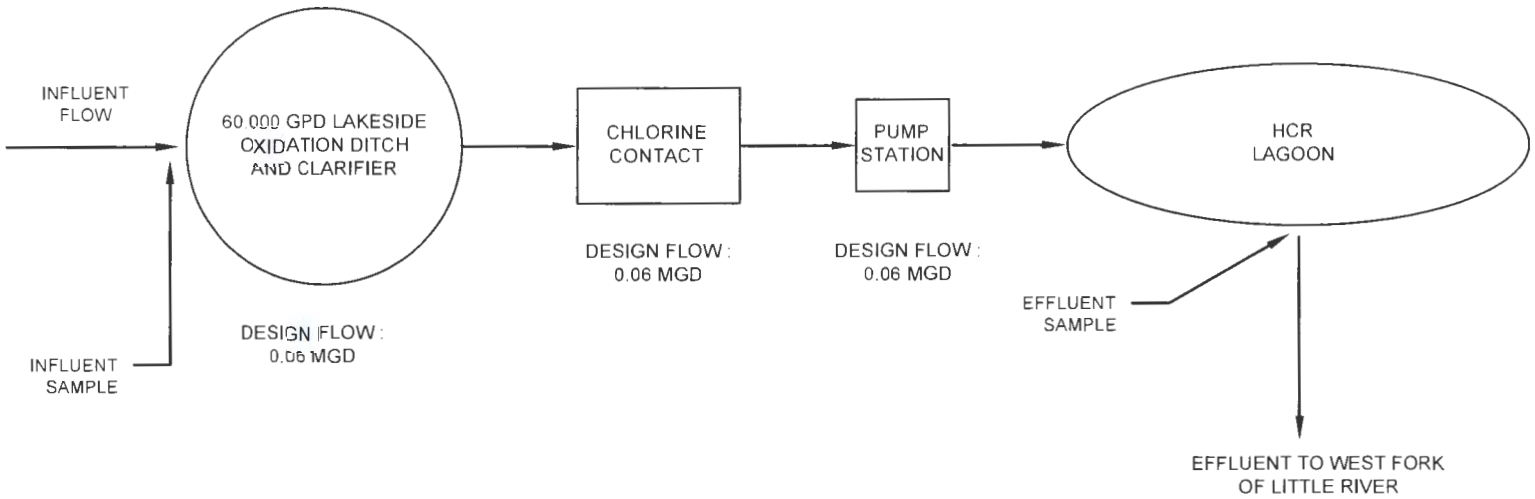 INFLUENT
FLOW
60,000 GPD LAKESIDE
OXIDATION DITCH
AND CLARIFIER
CHLORINE
CONTACT
PUMP
STATION
HCR
LAGOON
DESIGN FLOW :
0.06 MGD
DESIGN FLOW :
0.06 MGD
DESIGN FLOW :
0.06 MGD
EFFLUENT
SAMPLE
INFLUENT
SAMPLE
EFFLUENT TO WEST FORK
OF LITTLE RIVER